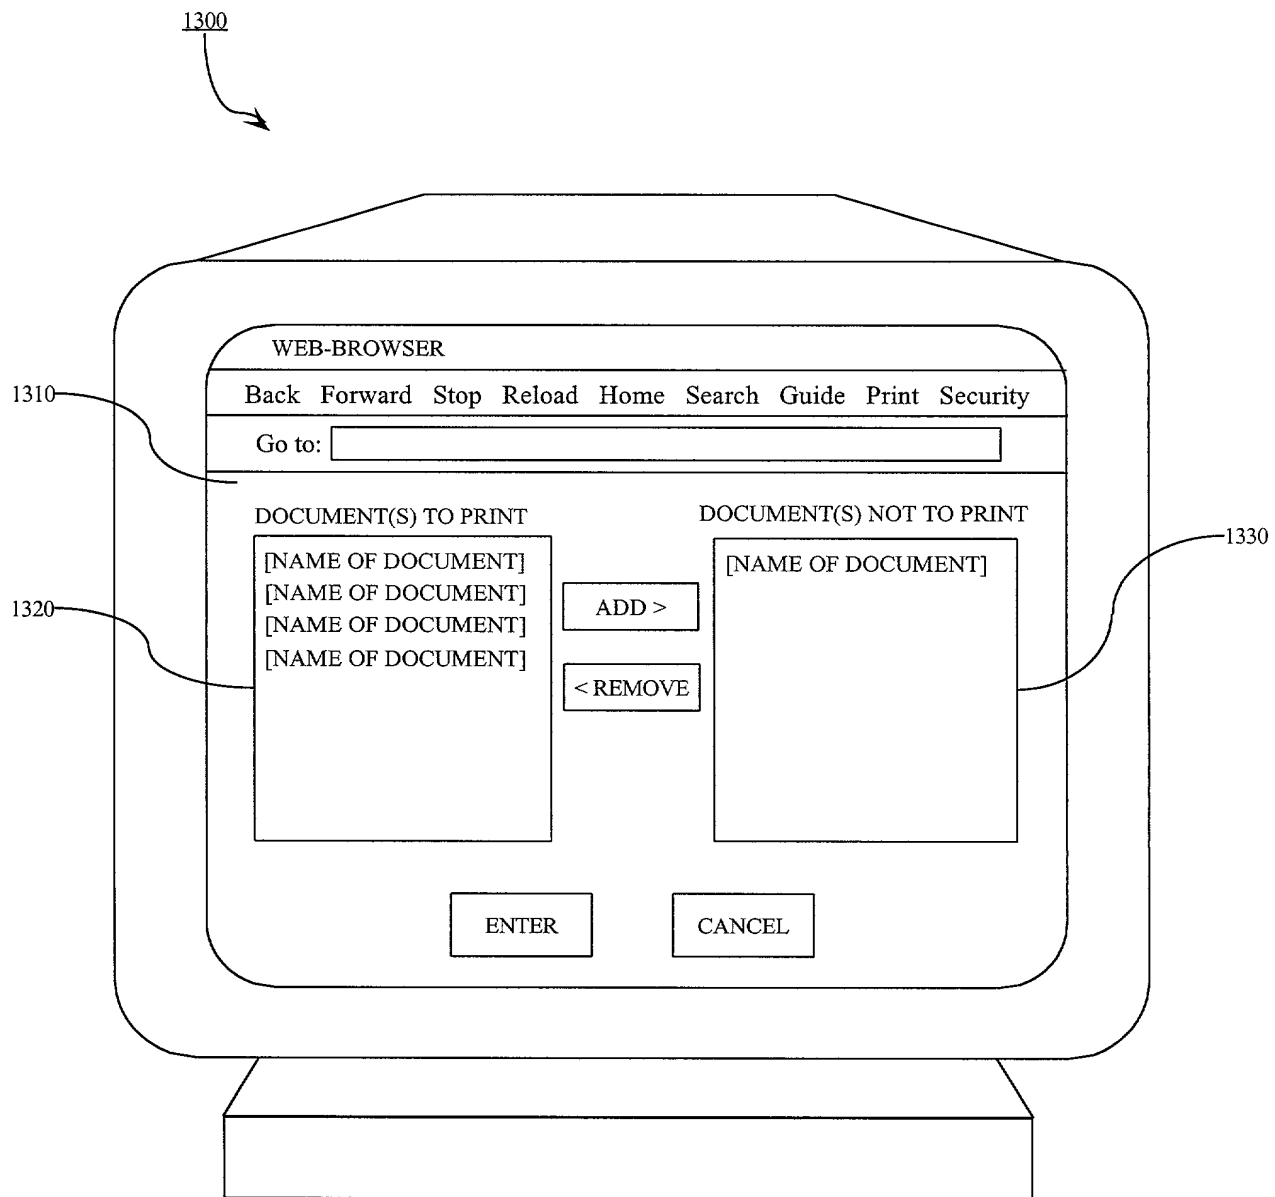 1300
WEB-BROWSER
Back Forward Stop Reload Home Search Guide Print Security
1310
Go to:
DOCUMENT(S) TO PRINT
DOCUMENT(S) NOT TO PRINT
[NAME OF DOCUMENT]
[NAME OF DOCUMENT]
[NAME OF DOCUMENT]
[NAME OF DOCUMENT]
ADD >
< REMOVE
[NAME OF DOCUMENT]
1330
1320
ENTER
CANCEL